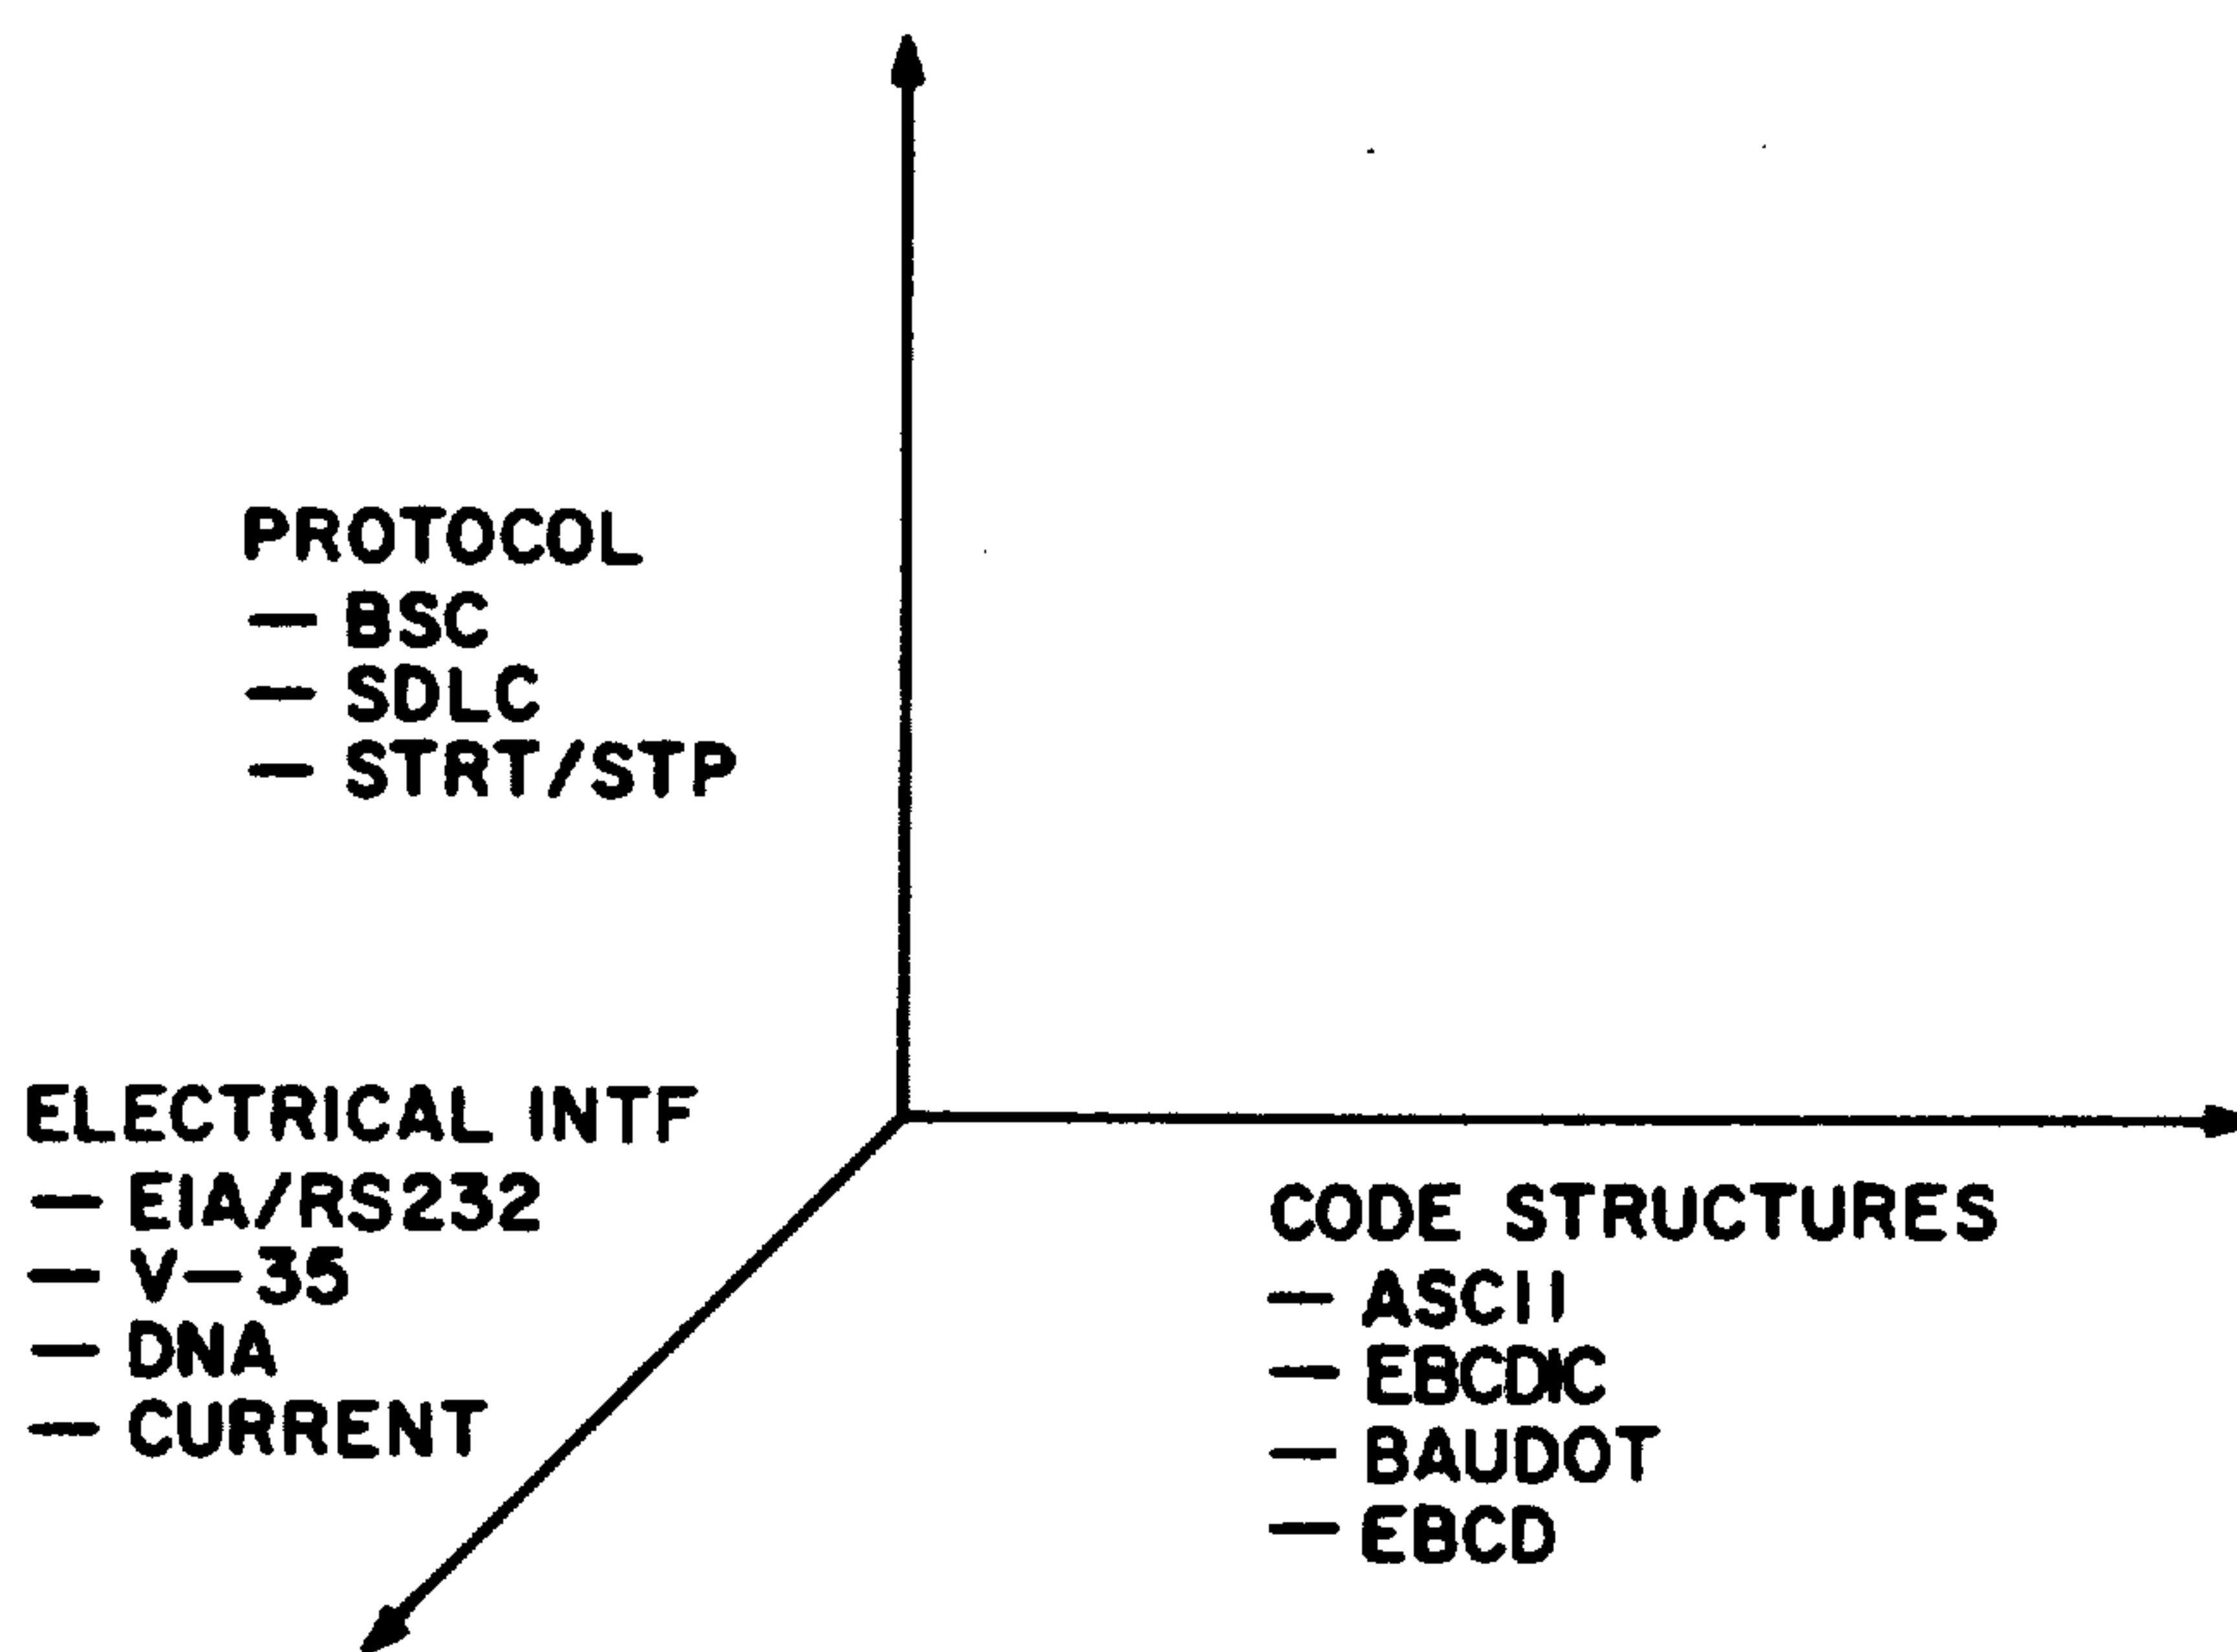 PROTOCOL
— BSC
— SDLC
— STRT/STP
ELECTRICAL INTF
— EIA/RS232
— V—35
— DNA
— CURRENT
CODE STRUCTURES
— ASCII
— EBCDIC
— BAUDOT
— EBCD